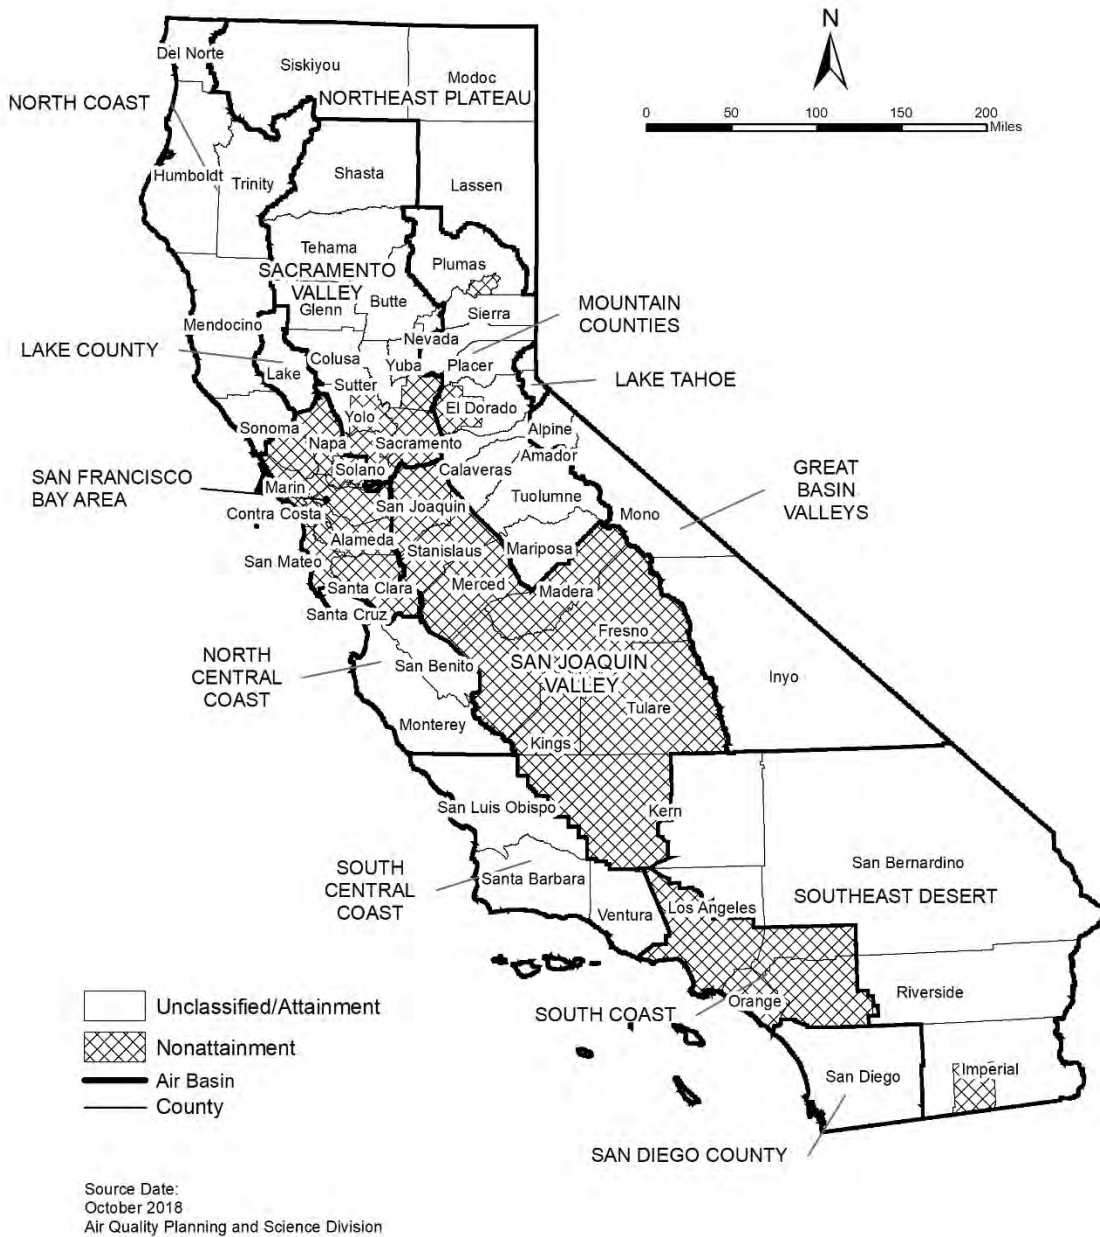 N
0 50 100 150 200
Miles
Del Norte
Siskiyou
Modoc
NORTH COAST
NORTHEAST PLATEAU
Humboldt
Trinity
Shasta
Lassen
Tehama
SACRAMENTO
VALLEY
Plumas
Glenn
Butte
Sierra
MOUNTAIN
COUNTIES
Mendocino
Nevada
LAKE COUNTY
Colusa
Yuba
Placer
Lake
LAKE TAHOE
Sutter
El Dorado
Yolo
Sonoma
Napa
Sacramento
Alpine
Amador
Solano
Calaveras
SAN FRANCISCO
BAY AREA
Marin
Tuolumne
GREAT
BASIN
VALLEYS
Contra Costa
San Joaquin
Mono
Alameda
Stanislaus
Mariposa
San Mateo
Santa Clara
Merced
Madera
Santa Cruz
Fresno
NORTH
CENTRAL
COAST
San Benito
SAN JOAQUIN
VALLEY
Inyo
Tulare
Monterey
Kings
San Luis Obispo
Kern
San Bernardino
SOUTH
CENTRAL
COAST
Santa Barbara
SOUTHEAST DESERT
Ventura
Los Angeles
Riverside
SOUTH COAST
Orange
Imperial
San Diego
SAN DIEGO COUNTY
Unclassified/Attainment
Nonattainment
Air Basin
County
Source Date:
October 2018
Air Quality Planning and Science Division